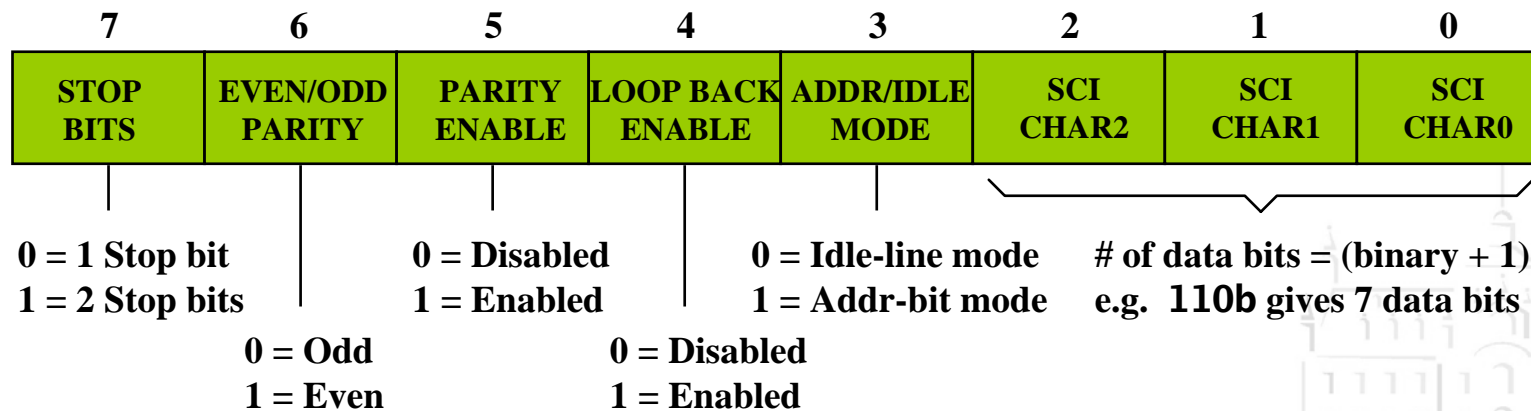 7 6 5 4 3 2 1 0
STOP BITS
EVEN/ODD PARITY
PARITY ENABLE
LOOP BACK ENABLE
ADDR/IDLE MODE
SCI CHAR2
SCI CHAR1
SCI CHAR0
0 = 1 Stop bit
1 = 2 Stop bits
0 = Odd
1 = Even
0 = Disabled
1 = Enabled
0 = Disabled
1 = Enabled
0 = Idle-line mode
1 = Addr-bit mode
# of data bits = (binary + 1)
e.g. 110b gives 7 data bits